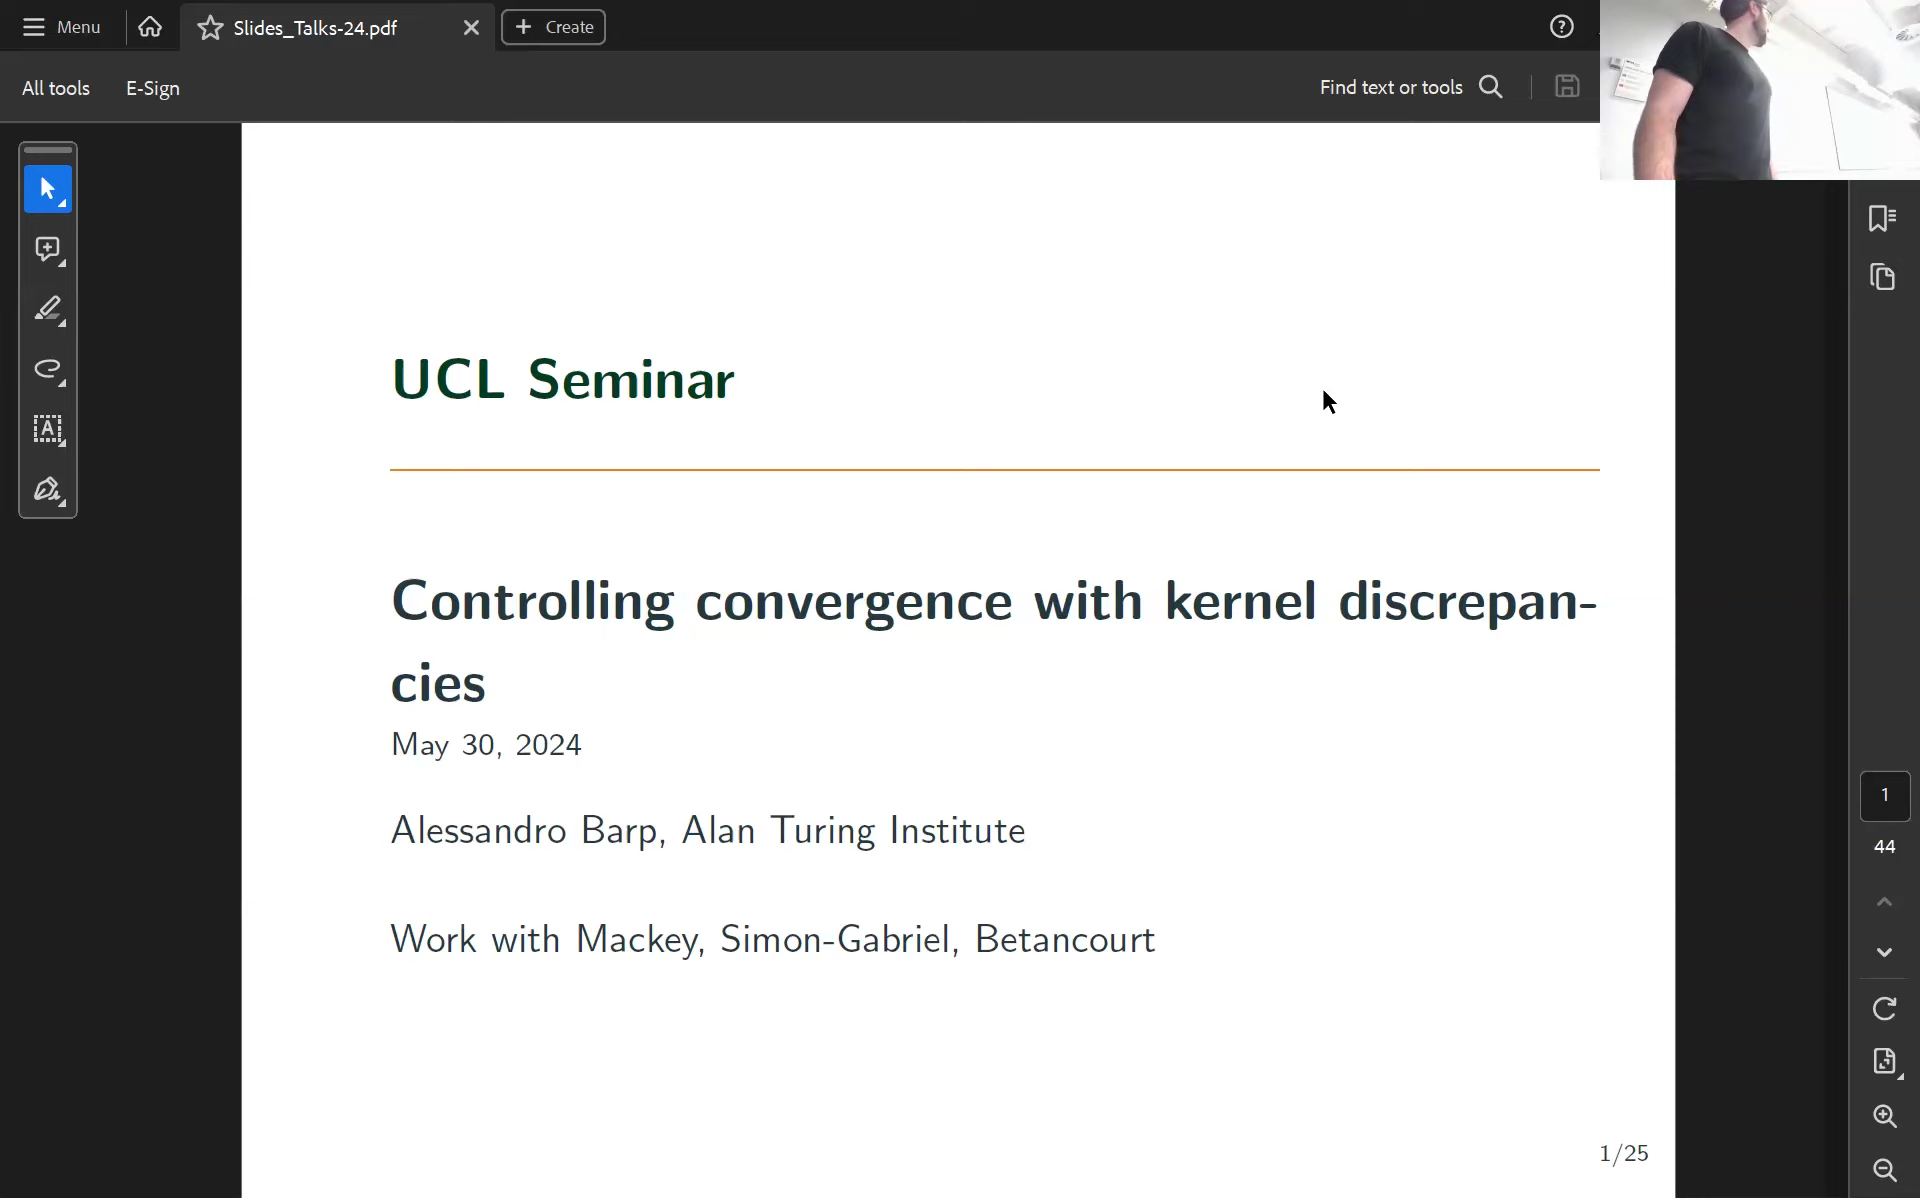 Menu
Slides_Talks-24.pdf
Create
All tools
E-Sign
Find text or tools
UCL Seminar
Controlling convergence with kernel discrepan-
cies
May 30, 2024
Alessandro Barp, Alan Turing Institute
Work with Mackey, Simon-Gabriel, Betancourt
1/25
1
44